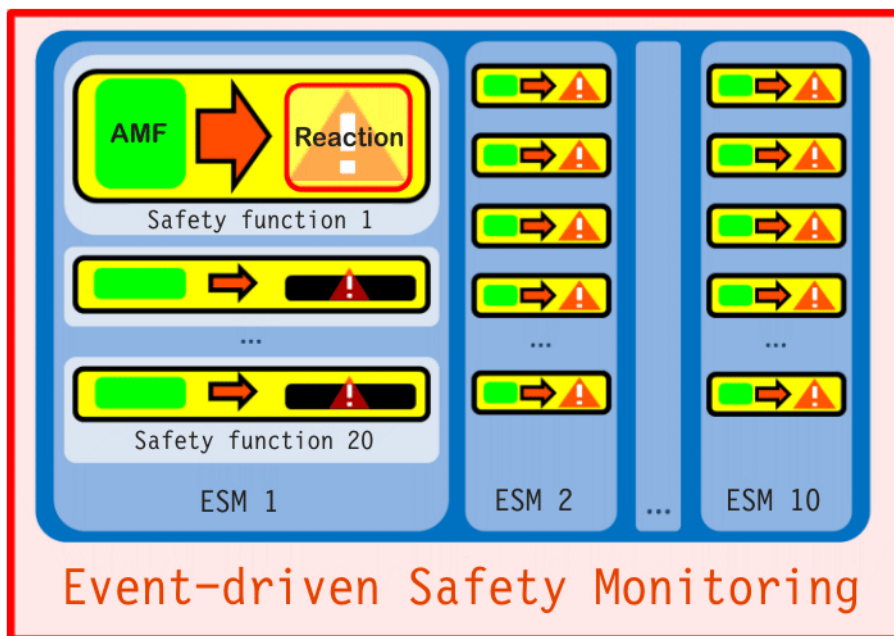 AMF
Reaction
Safety function 1
...
Safety function 20
ESM 1
...
ESM 2
...
...
ESM 10
Event-driven Safety Monitoring